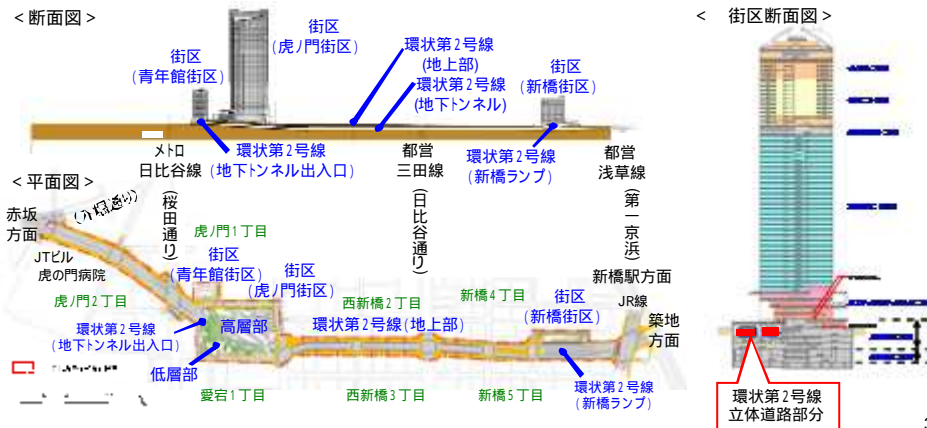 <断面図>
街区
(青年館街区)
街区
(虎ノ門街区)
環状第2号線
(地上部)
環状第2号線
(地下トンネル)
街区
(新橋街区)
メトロ
日比谷線
環状第2号線
(地下トンネル出入口)
都営
三田線
環状第2号線
(新橋ランプ)
都営
浅草線
<平面図>
赤坂
方面
(桜田通り)
(日比谷通り)
(第一京浜)
JTビル
虎の門病院
虎ノ門1丁目
街区
(青年館街区)
街区
(虎ノ門街区)
虎ノ門2丁目
西新橋2丁目
新橋4丁目
街区
(新橋街区)
新橋駅方面
JR線
築地
方面
環状第2号線
(地下トンネル出入口)
高層部
環状第2号線(地上部)
低層部
愛宕1丁目
西新橋3丁目
新橋5丁目
環状第2号線
(新橋ランプ)
< 街区断面図>
環状第2号線
立体道路部分